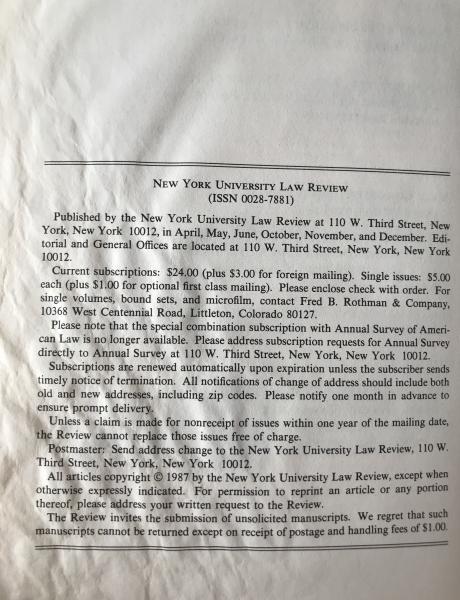 NEW YORK UNIVERSITY LAW REVIEW
(ISSN 0028-7881)
Published by the New York University Law Review at 110 W. Third Street, New
York, New York 10012, in April, May, June, October, November, and December. Edi-
torial and General Offices are located at 110 W. Third Street, New York, New York
10012.
Current subscriptions: $24.00 (plus $3.00 for foreign mailing). Single issues: $5.00
each (plus $1.00 for optional first class mailing). Please enclose check with order. For
single volumes, bound sets, and microfilm, contact Fred B. Rothman & Company,
10368 West Centennial Road, Littleton, Colorado 80127.
Please note that the special combination subscription with Annual Survey of Ameri-
can Law is no longer available. Please address subscription requests for Annual Survey
directly to Annual Survey at 110 W. Third Street, New York, New York 10012.
Subscriptions are renewed automatically upon expiration unless the subscriber sends
timely notice of termination. All notifications of change of address should include both
old and new addresses, including zip codes. Please notify one month in advance to
ensure prompt delivery.
Unless a claim is made for nonreceipt of issues within one year of the mailing date,
the Review cannot replace those issues free of charge.
Postmaster: Send address change to the New York University Law Review, 110 W.
Third Street, New York, New York 10012.
All articles copyright © 1987 by the New York University Law Review, except when
otherwise expressly indicated. For permission to reprint an article or any portion
thereof, please address your written request to the Review.
The Review invites the submission of unsolicited manuscripts. We regret that such
manuscripts cannot be returned except on receipt of postage and handling fees of $1.00.